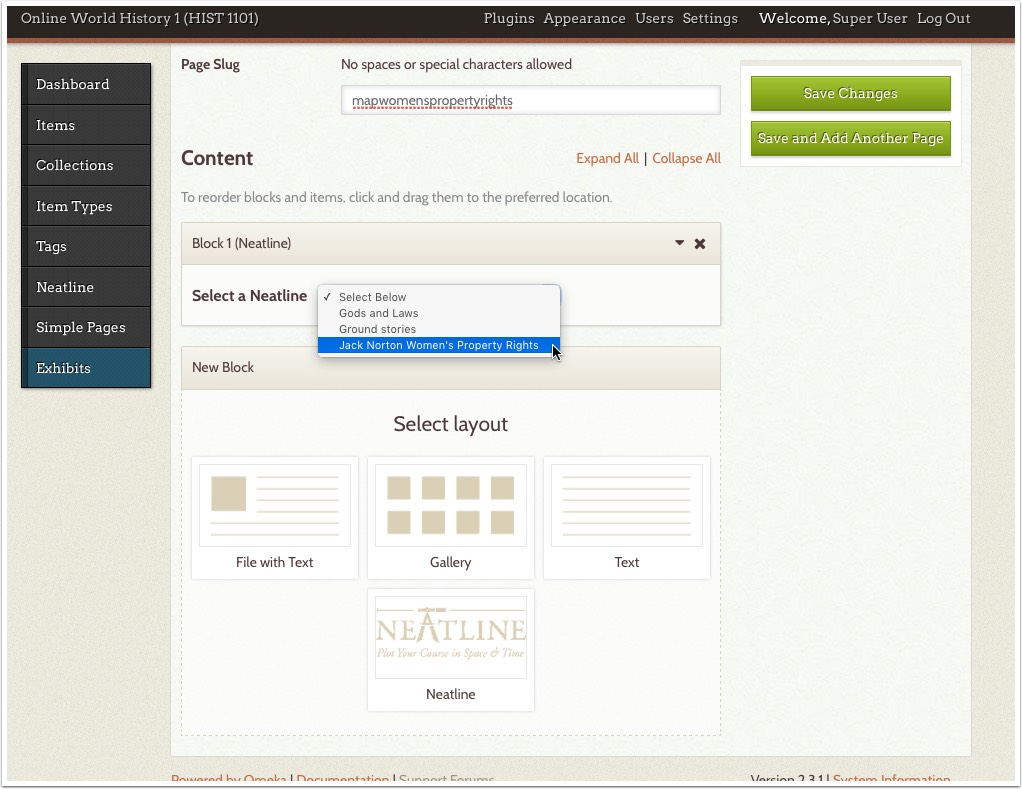 Online World History 1 (HIST 1101)
Plugins Appearance Users Settings Welcome, Super User Log Out
Dashboard
Items
Collections
Item Types
Tags
Neatline
Simple Pages
Exhibits
Page Slug
No spaces or special characters allowed
mapwomenspropertyrights
Save Changes
Save and Add Another Page
Content
Expand All | Collapse All
To reorder blocks and items, click and drag them to the preferred location.
Block 1 (Neatline)
Select a Neatline
✓ Select Below
Gods and Laws
Ground stories
Jack Norton Women's Property Rights
New Block
Select layout
File with Text
Gallery
Text
NEATLINE
Plot Your Course in Space & Time
Neatline
Powered by Omeka | Documentation | Support Forums
Version 2.3.1 | System Information